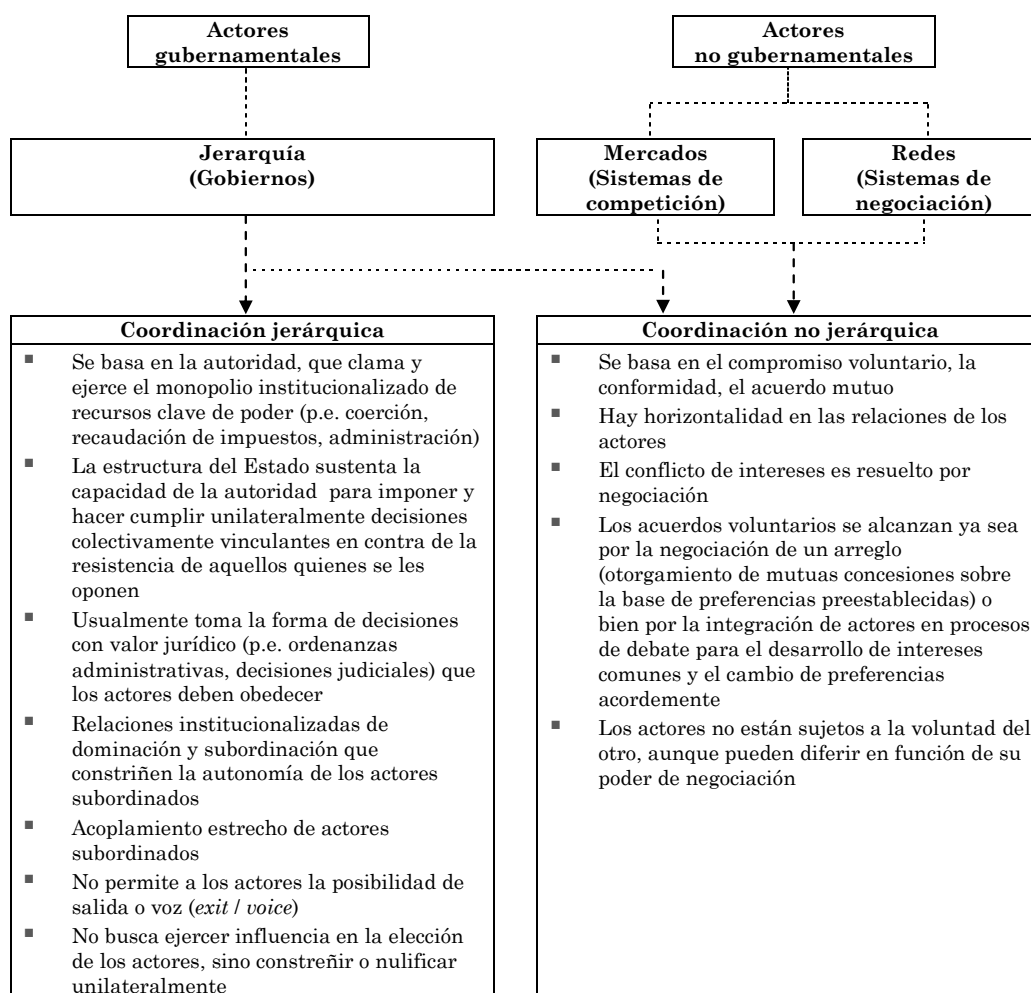 Actores
gubernamentales
Actores
no gubernamentales
Jerarquía
(Gobiernos)
Mercados
(Sistemas de
competición)
Redes
(Sistemas de
negociación)
Coordinación jerárquica
▪ Se basa en la autoridad, que clama y
ejerce el monopolio institucionalizado de
recursos clave de poder (p.e. coerción,
recaudación de impuestos, administración)
▪ La estructura del Estado sustenta la
capacidad de la autoridad para imponer y
hacer cumplir unilateralmente decisiones
colectivamente vinculantes en contra de la
resistencia de aquellos quienes se les
oponen
▪ Usualmente toma la forma de decisiones
con valor jurídico (p.e. ordenanzas
administrativas, decisiones judiciales) que
los actores deben obedecer
▪ Relaciones institucionalizadas de
dominación y subordinación que
constriñen la autonomía de los actores
subordinados
▪ Acoplamiento estrecho de actores
subordinados
▪ No permite a los actores la posibilidad de
salida o voz (exit / voice)
▪ No busca ejercer influencia en la elección
de los actores, sino constreñir o nulificar
unilateralmente
Coordinación no jerárquica
▪ Se basa en el compromiso voluntario, la
conformidad, el acuerdo mutuo
▪ Hay horizontalidad en las relaciones de los
actores
▪ El conflicto de intereses es resuelto por
negociación
▪ Los acuerdos voluntarios se alcanzan ya sea
por la negociación de un arreglo
(otorgamiento de mutuas concesiones sobre
la base de preferencias preestablecidas) o
bien por la integración de actores en procesos
de debate para el desarrollo de intereses
comunes y el cambio de preferencias
acordemente
▪ Los actores no están sujetos a la voluntad del
otro, aunque pueden diferir en función de su
poder de negociación